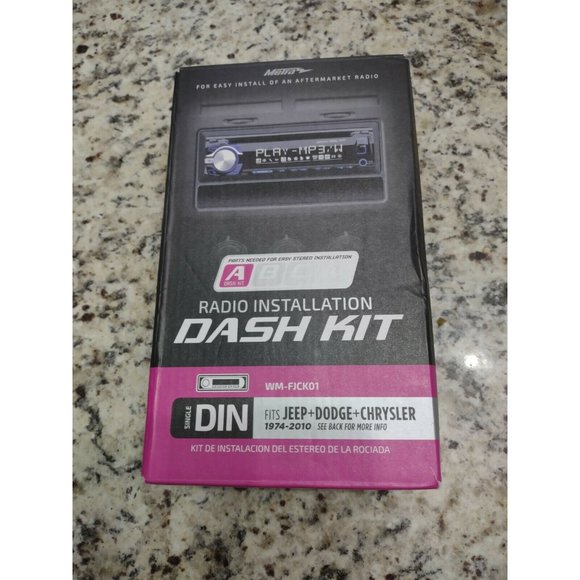 Metra
FOR EASY INSTALL OF AN AFTERMARKET RADIO
PLAY-MP3/W
PARTS NEEDED FOR EASY STEREO INSTALLATION
A B
DASH KIT
RADIO INSTALLATION
DASH KIT
WM-FJCK01
SINGLE DIN
FITS JEEP+DODGE+CHRYSLER
1974-2010 SEE BACK FOR MORE INFO
KIT DE INSTALACION DEL ESTEREO DE LA ROCIADA